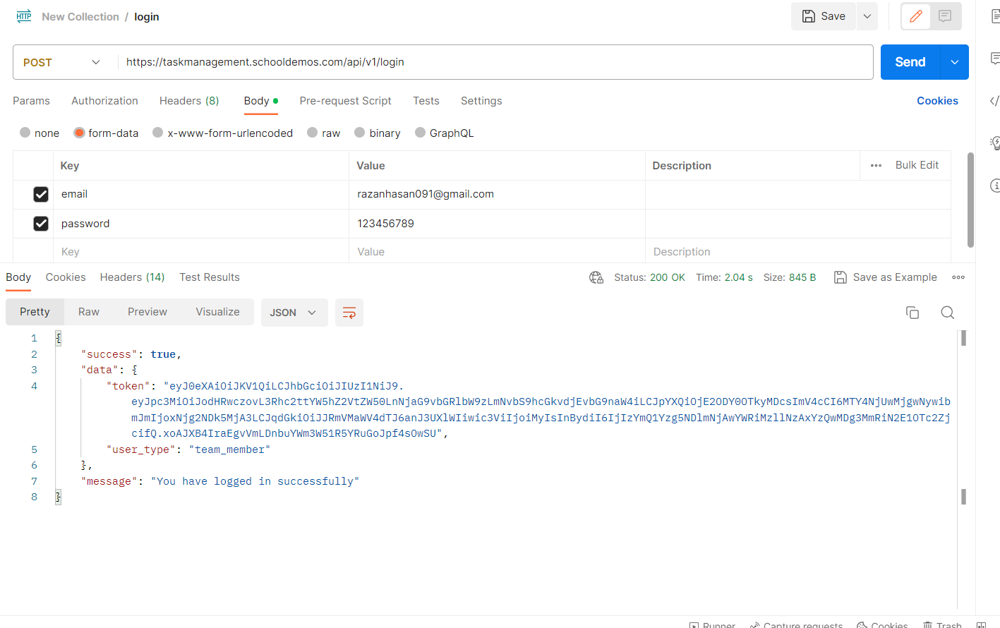 HTTP New Collection / login Save
POST https://taskmanagement.schooldemos.com/api/v1/login Send
Params Authorization Headers (8) Body Pre-request Script Tests Settings Cookies
none form-data x-www-form-urlencoded raw binary GraphQL
Key Value Description Bulk Edit
email razanhasan091@gmail.com
password 123456789
Key Value Description
Body Cookies Headers (14) Test Results Status: 200 OK Time: 2.04 s Size: 845 B Save as Example
Pretty Raw Preview Visualize JSON
1 {
2 "success": true,
3 "data": {
4 "token": "eyJ0eXAiOiJKV1QiLCJhbGciOiJIUzI1NiJ9.
eyJpc3MiOiJodHRwczovL3Rhc2ttYW5hZ2VtZW50LnNjaG9vbGRlbW9zLmNvbS9hcGkvdjEvbG9naW4iLCJpYXQiOjE2ODY0OTkyMDcsImV4cCI6MTY4NjUwMjgwNywib
mJmIjoxNjg2NDk5MjA3LCJqdGkiOiJJRmVMaWV4dTJ6anJ3UXlWIiwic3ViIjoiMyIsInBydiI6IjIzYmQ1Yzg5NDlmNjAwYWRiMzllNzAxYzQwMDg3MmRiN2E1OTc2Zj
cifQ.xoAJXB4IraEgvVmLDnbuYWm3W51R5YRuGoJpf4sOwSU",
5 "user_type": "team_member"
6 },
7 "message": "You have logged in successfully"
8 }
Runner Capture requests Cookies Trash